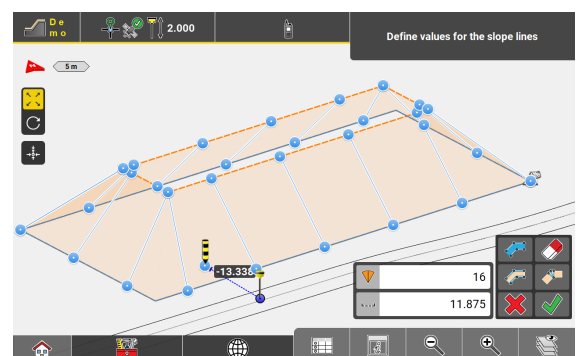 De
mo
2.000
Define values for the slope lines
5 m
-13.338
16
11.875